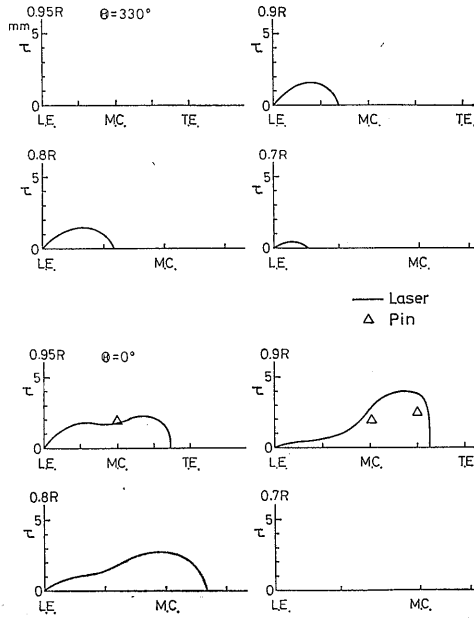 0.95R Θ=330° 0.9R
mm 5 5
τ τ
0 0
L.E. M.C. T.E. L.E. M.C. T.E.
0.8R 0.7R
5 5
τ τ
0 0
L.E. M.C. L.E. M.C.
— Laser
△ Pin
0.95R Θ=0° 0.9R
5 5
τ τ
0 0
L.E. M.C. T.E. L.E. M.C. T.E.
0.8R 0.7R
5 5
τ τ
0 0
L.E. M.C. L.E. M.C.